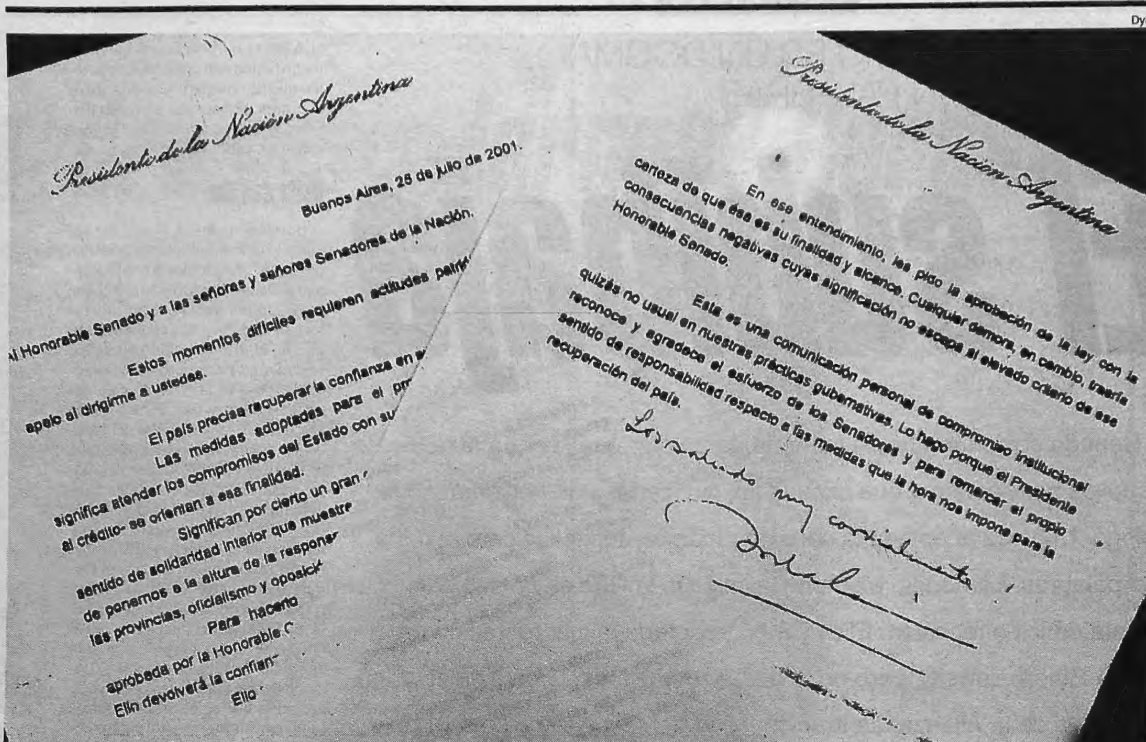 Dy
Presidente de la Nación Argentina
Buenos Aires, 25 de julio de 2001.
Al Honorable Senado y a las señoras y señores Senadores de la Nación.
Estos momentos difíciles requieren actitudes
apelo al dirigirme a ustedes.
El país precisa recuperar la confianza en
Las medidas adoptadas para el
significa atender los compromisos del Estado con
al crédito- se orientan a esa finalidad.
Significan por cierto un gran
sentido de solidaridad interior que
de ponernos a la altura de la
las provincias, oficialismo y
Para hacerlo
aprobada por la Honorable
Ello devolverá la
Ello
Presidente de la Nación Argentina
En ese entendimiento, les pido la aprobación de la ley con la
certeza de que ésa es su finalidad y alcance. Cualquier demora, en cambio, traería
consecuencias negativas cuya significación no escapa al elevado criterio de ese
Honorable Senado.
Esta es una comunicación personal de compromiso institucional
quizás no usual en nuestras prácticas gubernativas. Lo hago porque el Presidente
reconoce y agradece el esfuerzo de los Senadores y para remarcar el propio
sentido de responsabilidad respecto a las medidas que la hora nos impone para la
recuperación del país.
Los saludo muy cordialmente